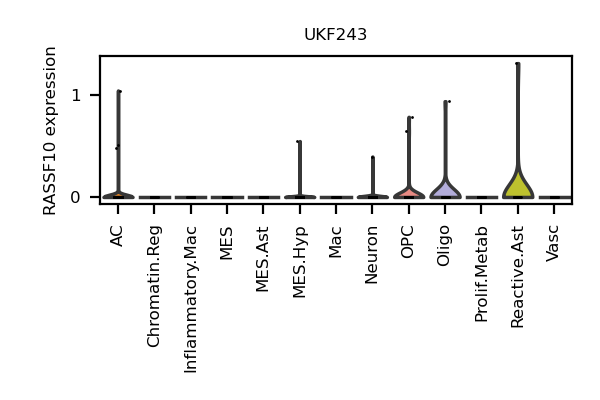 UKF243
RASSF10 expression
1
0
AC
Chromatin.Reg
Inflammatory.Mac
MES
MES.Ast
MES.Hyp
Mac
Neuron
OPC
Oligo
Prolif.Metab
Reactive.Ast
Vasc